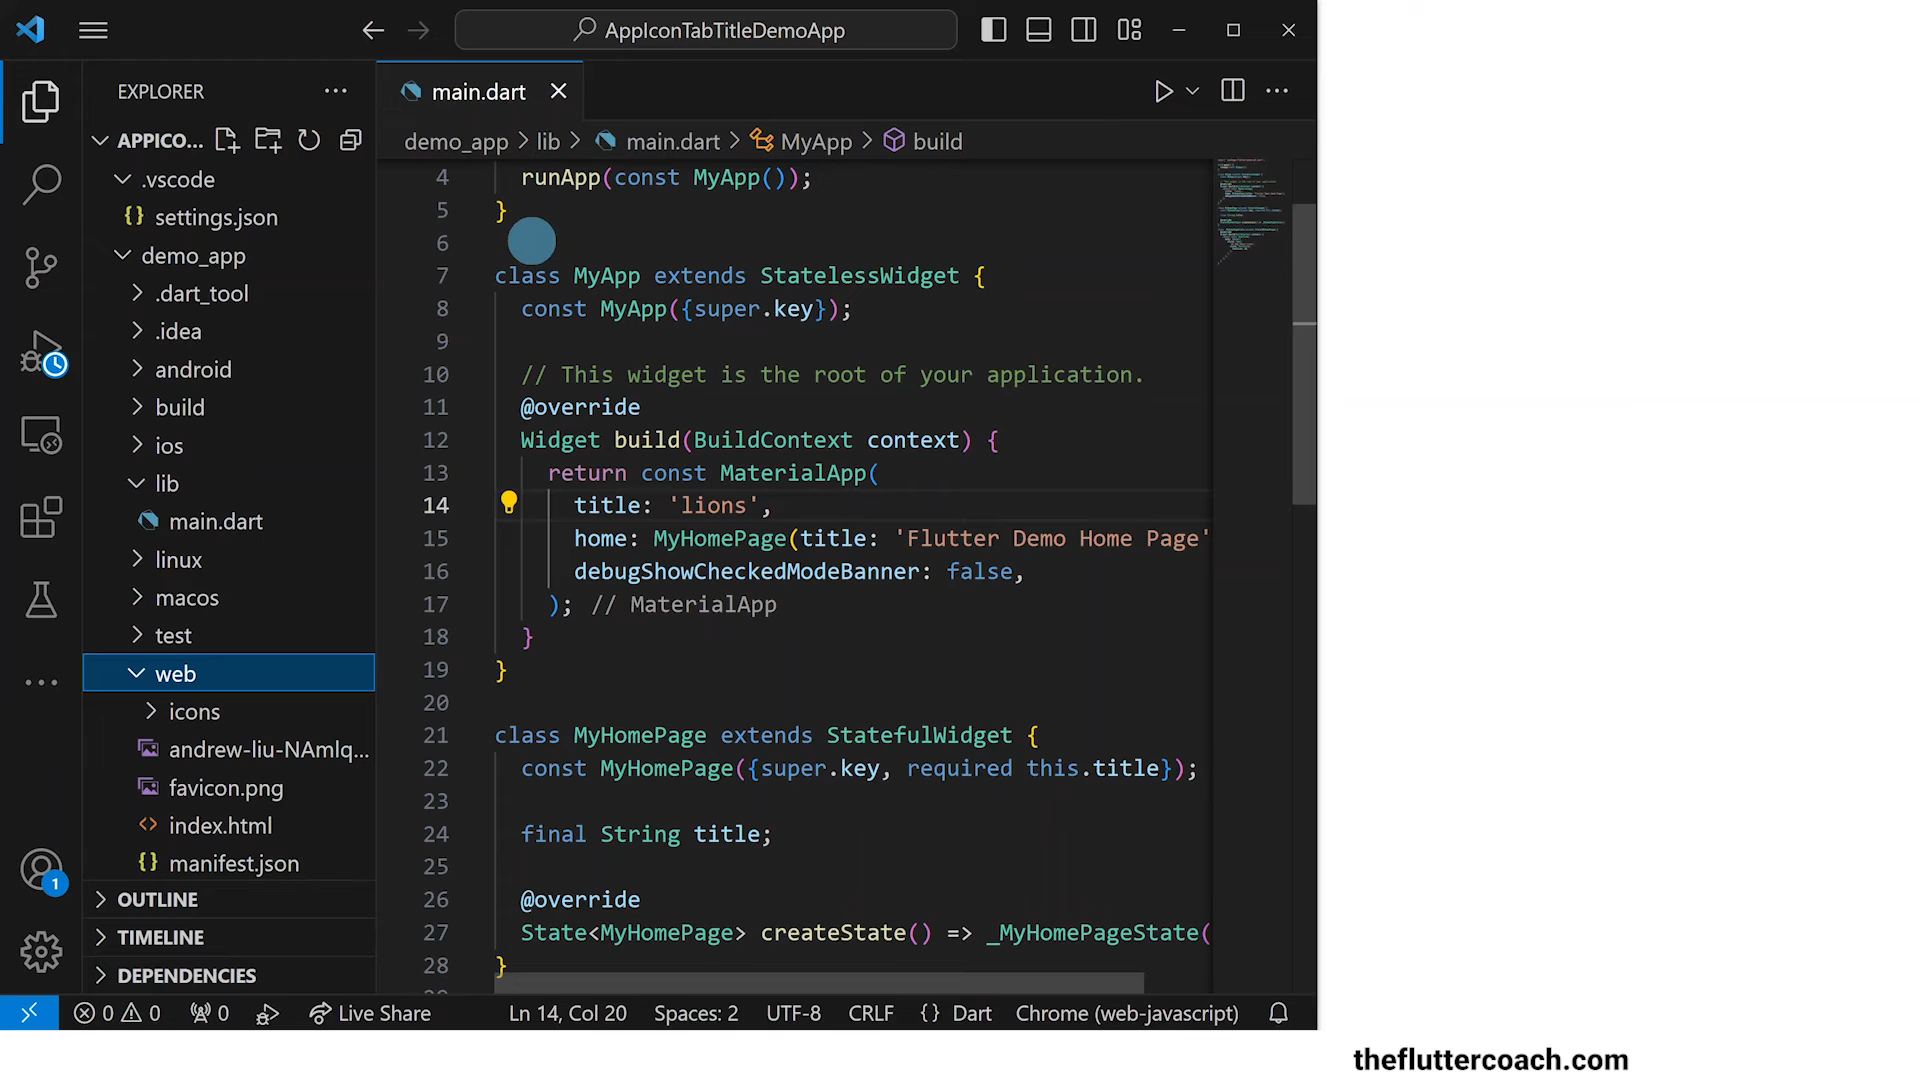 AppIconTabTitleDemoApp
EXPLORER
main.dart
APPICO...
demo_app > lib > main.dart > MyApp > build
.vscode
settings.json
demo_app
.dart_tool
.idea
android
build
ios
lib
main.dart
linux
macos
test
web
icons
andrew-liu-NAmlq...
favicon.png
index.html
manifest.json
OUTLINE
TIMELINE
DEPENDENCIES
1
4 runApp(const MyApp());
5 }
6
7 class MyApp extends StatelessWidget {
8 const MyApp({super.key});
9
10 // This widget is the root of your application.
11 @override
12 Widget build(BuildContext context) {
13 return const MaterialApp(
14 title: 'lions',
15 home: MyHomePage(title: 'Flutter Demo Home Page'
16 debugShowCheckedModeBanner: false,
17 ); // MaterialApp
18 }
19 }
20
21 class MyHomePage extends StatefulWidget {
22 const MyHomePage({super.key, required this.title});
23
24 final String title;
25
26 @override
27 State<MyHomePage> createState() => _MyHomePageState(
28 }
0 0 0 Live Share Ln 14, Col 20 Spaces: 2 UTF-8 CRLF {} Dart Chrome (web-javascript)
thefluttercoach.com